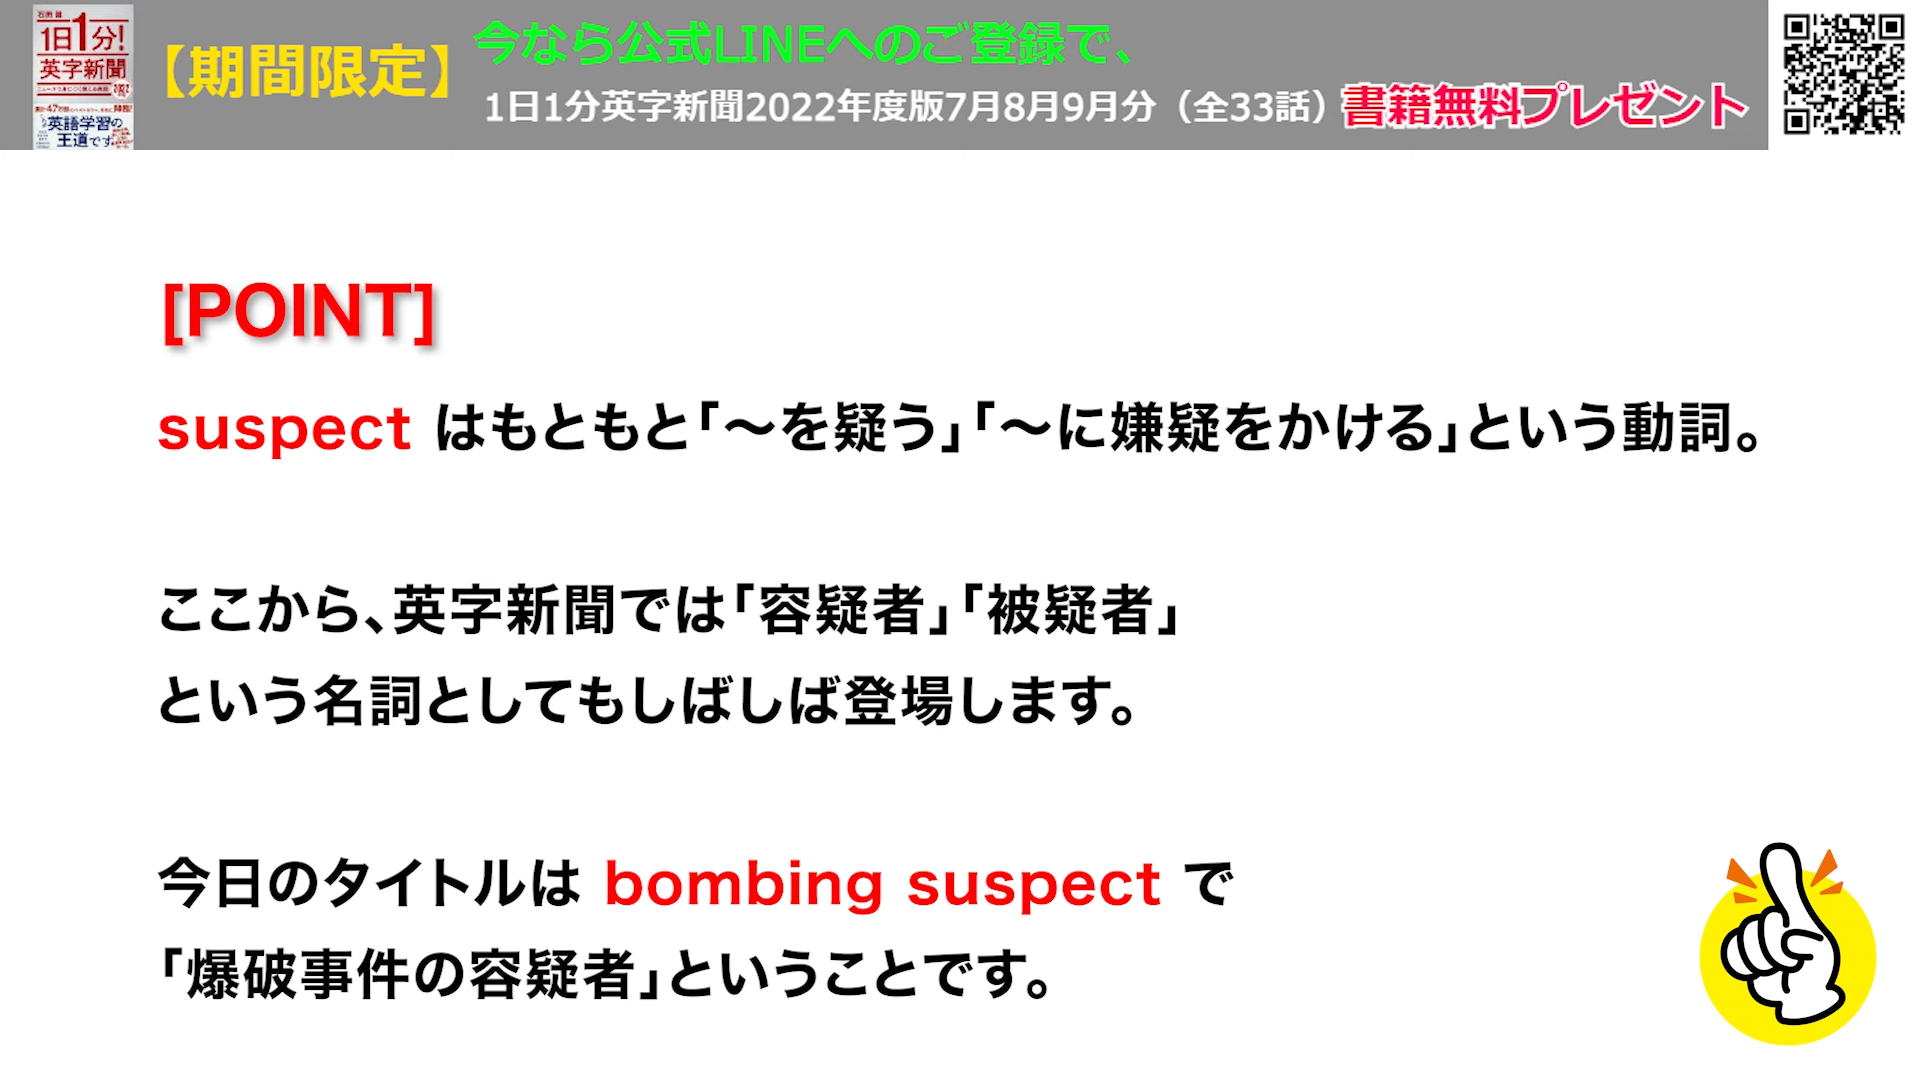 石田 健
1日1分!
英字新聞
2022
英語学習の
王道です
【期間限定】
今なら公式LINEへのご登録で、
1日1分英字新聞2022年度版7月8月9月分（全33話）書籍無料プレゼント
[POINT]
suspect はもともと「～を疑う」「～に嫌疑をかける」という動詞。
ここから、英字新聞では「容疑者」「被疑者」
という名詞としてもしばしば登場します。
今日のタイトルは bombing suspect で
「爆破事件の容疑者」ということです。